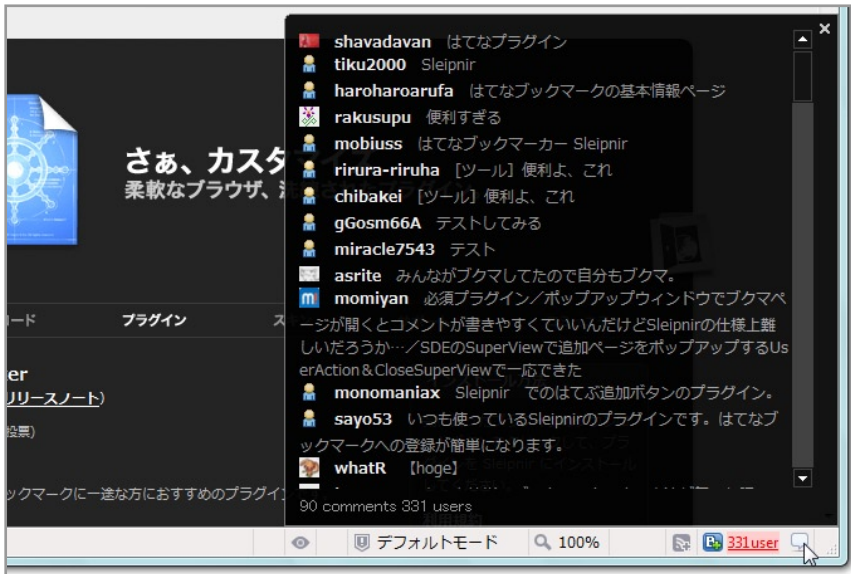 shavadavan はてなプラグイン
tiku2000 Sleipnir
haroharoarufa はてなブックマークの基本情報ページ
rakusupu 便利すぎる
mobiuss はてなブックマーカー Sleipnir
rirura-riruha [ツール] 便利よ、これ
chibakei [ツール] 便利よ、これ
gGosm66A テストしてみる
miracle7543 テスト
asrite みんながブクマしてたので自分もブクマ。
momiyan 必須プラグイン／ポップアップウィンドウでブクマペ
ージが開くとコメントが書きやすくていいんだけどSleipnirの仕様上難
しいだろうか…／SDEのSuperViewで追加ページをポップアップするUs
erAction＆CloseSuperViewで一応できた
monomaniax Sleipnir でのはてぶ追加ボタンのプラグイン。
sayo53 いつも使っているSleipnirのプラグインです。はてなブ
ックマークへの登録が簡単になります。
whatR 【hoge】
90 comments 331 users
さぁ、カスタマイズ
柔軟なブラウザ、
ード
プラグイン
ス
er
リリースノート)
投票)
ックマークに一途な方におすすめのプラグイ
利用規約
デフォルトモード
100%
331user